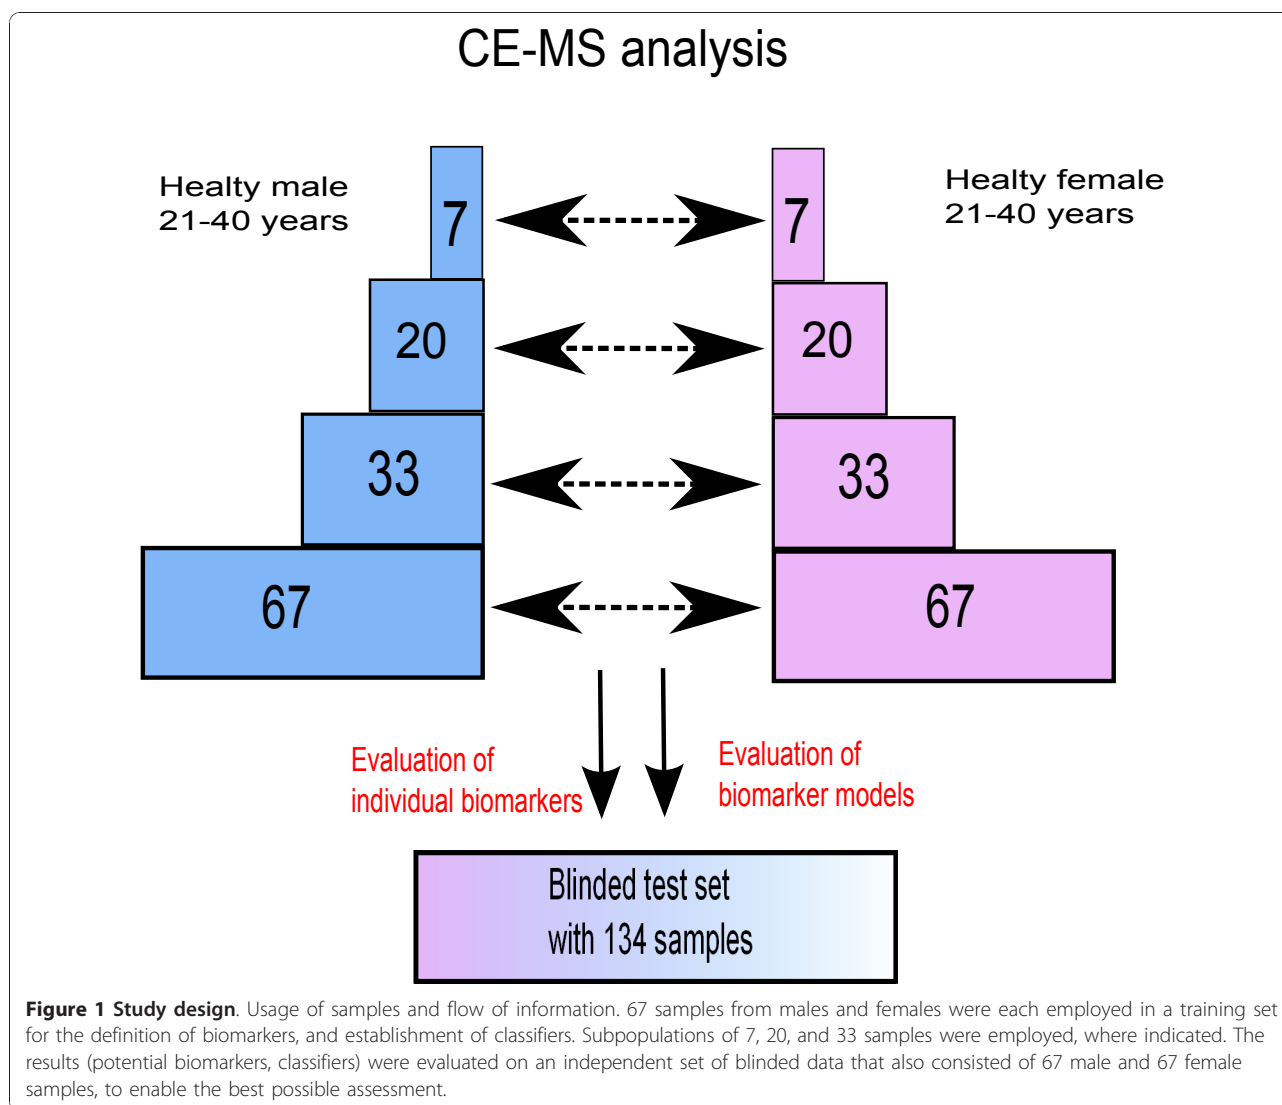 CE-MS analysis
Healty male
21-40 years
Healty female
21-40 years
7
7
20
20
33
33
67
67
Evaluation of
individual biomarkers
Evaluation of
biomarker models
Blinded test set
with 134 samples
Figure 1 Study design. Usage of samples and flow of information. 67 samples from males and females were each employed in a training set
for the definition of biomarkers, and establishment of classifiers. Subpopulations of 7, 20, and 33 samples were employed, where indicated. The
results (potential biomarkers, classifiers) were evaluated on an independent set of blinded data that also consisted of 67 male and 67 female
samples, to enable the best possible assessment.